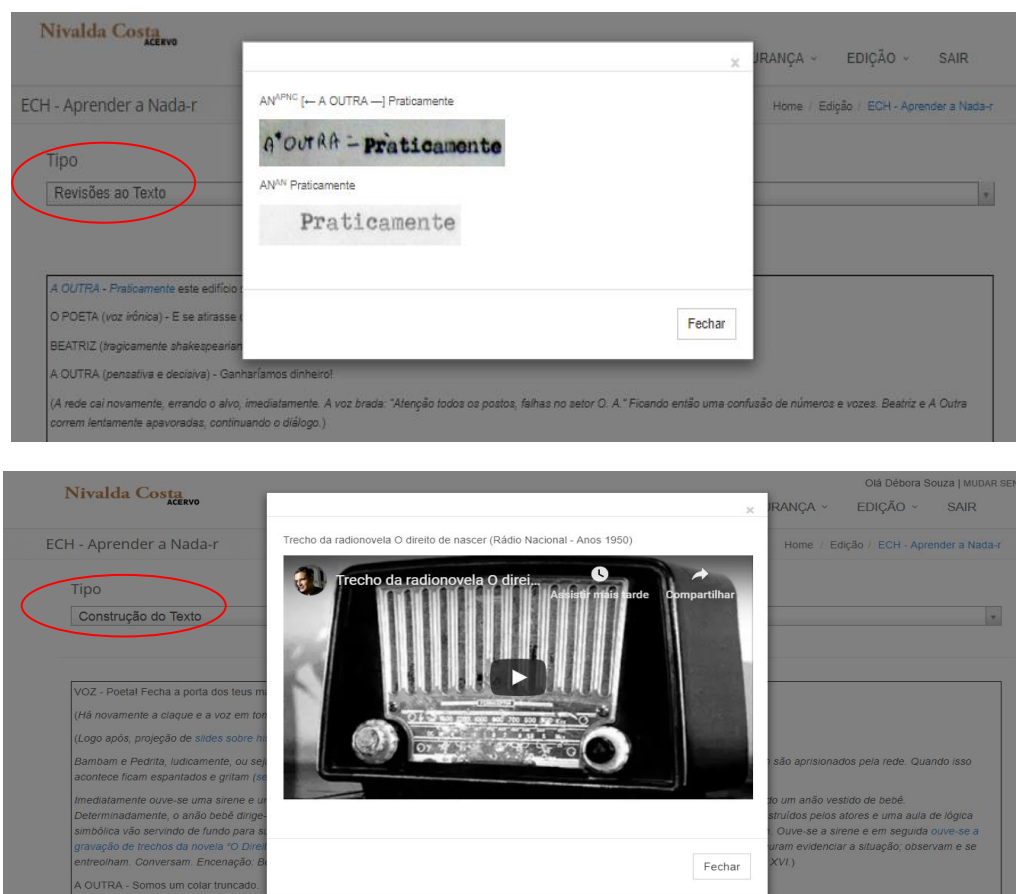 Nivalda Costa
ACERVO
URANÇA EDIÇÃO SAIR
ECH - Aprender a Nada-r
Home / Edição / ECH - Aprender a Nada-r
×
AN^APNC [← A OUTRA —] Praticamente
A OUTRA - Pràticamente
AN^AN Praticamente
Praticamente
Fechar
Tipo
Revisões ao Texto
A OUTRA - Praticamente este edifício
O POETA (voz irônica) - E se atirasse
BEATRIZ (tragicamente shakespearian
A OUTRA (pensativa e decisiva) - Ganharíamos dinheiro!
(A rede cai novamente, errando o alvo, imediatamente. A voz brada: "Atenção todos os postos, falhas no setor O. A." Ficando então uma confusão de números e vozes. Beatriz e A Outra
correm lentamente apavoradas, continuando o diálogo.)
Nivalda Costa
ACERVO
Olá Débora Souza | MUDAR SEN
IRANÇA EDIÇÃO SAIR
ECH - Aprender a Nada-r
Home / Edição / ECH - Aprender a Nada-r
×
Trecho da radionovela O direito de nascer (Rádio Nacional - Anos 1950)
Trecho da radionovela O direi...
Assistir mais tarde Compartilhar
Fechar
Tipo
Construção do Texto
VOZ - Poeta! Fecha a porta dos teus m
(Há novamente a claque e a voz em ton
(Logo após, projeção de slides sobre hi
Bambam e Pedrita, ludicamente, ou sej são aprisionados pela rede. Quando isso
acontece ficam espantados e gritam (se
Imediatamente ouve-se uma sirene e u do um anão vestido de bebê.
Determinadamente, o anão bebê dirige- struídos pelos atores e uma aula de lógica
simbólica vão servindo de fundo para su . Ouve-se a sirene e em seguida ouve-se a
gravação de trechos da novela "O Direi uram evidenciar a situação; observam e se
entreolham. Conversam. Encenação: B XVI.)
A OUTRA - Somos um colar truncado.